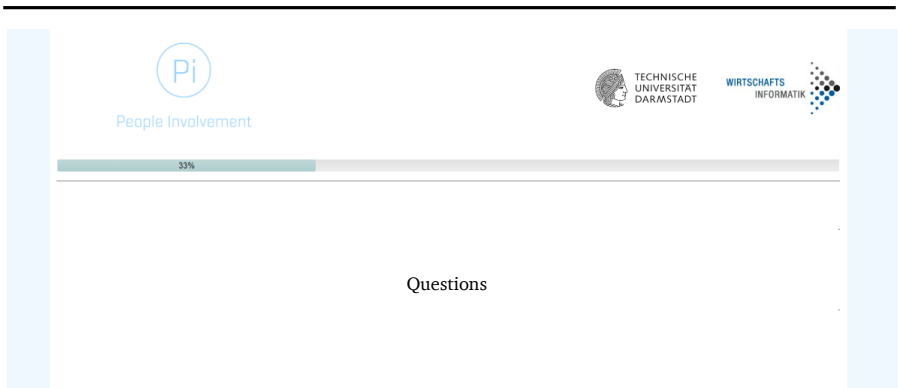 Pi
People Involvement
TECHNISCHE
UNIVERSITÄT
DARMSTADT
WIRTSCHAFTS
INFORMATIK
33%
Questions